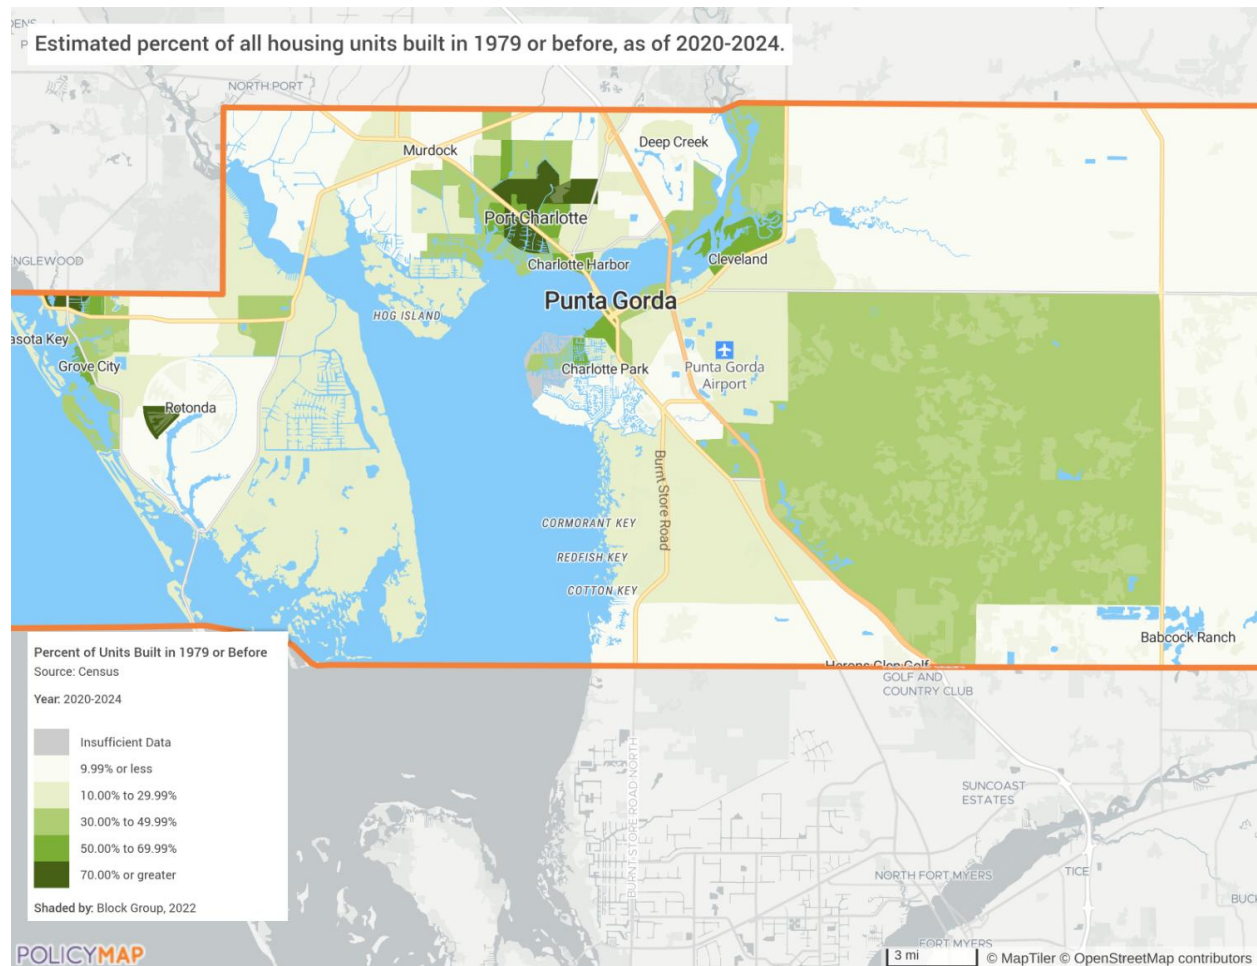 Estimated percent of all housing units built in 1979 or before, as of 2020-2024.
NORTH PORT
Murdock
Deep Creek
Port Charlotte
ENGLEWOOD
Charlotte Harbor
Cleveland
Punta Gorda
HOG ISLAND
asota Key
Grove City
Charlotte Park
Punta Gorda
Airport
Rotonda
Burnt Store Road
CORMORANT KEY
REDFISH KEY
COTTON KEY
Babcock Ranch
Herons Glen Golf
GOLF AND
COUNTRY CLUB
Percent of Units Built in 1979 or Before
Source: Census
Year: 2020-2024
Insufficient Data
9.99% or less
10.00% to 29.99%
30.00% to 49.99%
50.00% to 69.99%
70.00% or greater
Shaded by: Block Group, 2022
BURNT STORE ROAD NORTH
SUNCOAST
ESTATES
NORTH FORT MYERS
TICE
BUCK
FORT MYERS
POLICYMAP
3 mi
© MapTiler © OpenStreetMap contributors